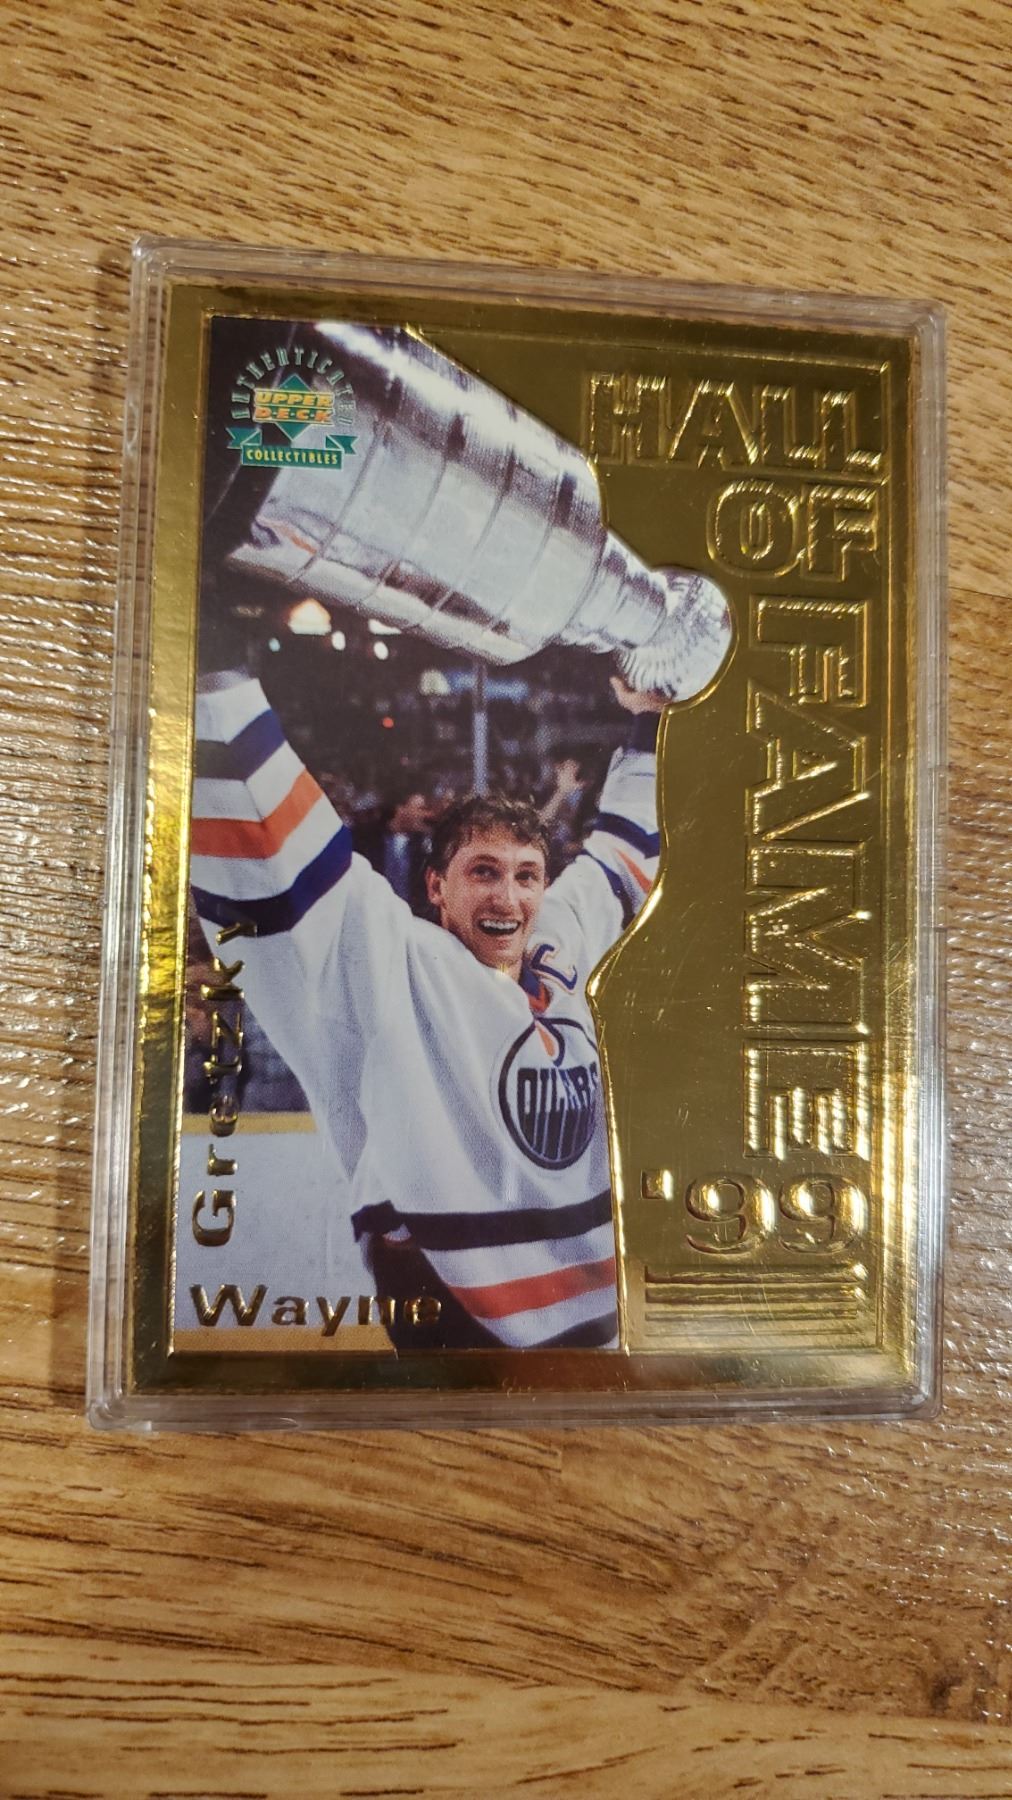 AUTHENTICATED
UPPER
DECK
COLLECTIBLES
HALL
OF
FAME
'99
C
OILERS
Wayne
Gretzky